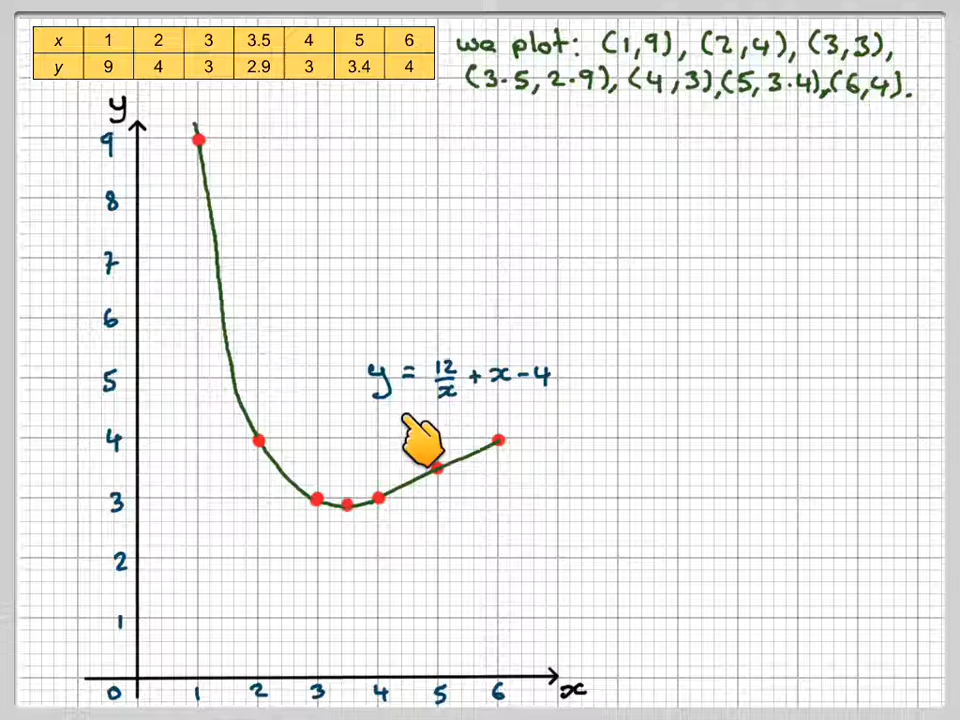 x 1 2 3 3.5 4 5 6
y 9 4 3 2.9 3 3.4 4
we plot: (1,9), (2,4), (3,3),
(3.5, 2.9), (4,3), (5, 3.4), (6,4).
y
9
8
7
6
5
4
3
2
1
y = 12/x + x - 4
0 1 2 3 4 5 6 x